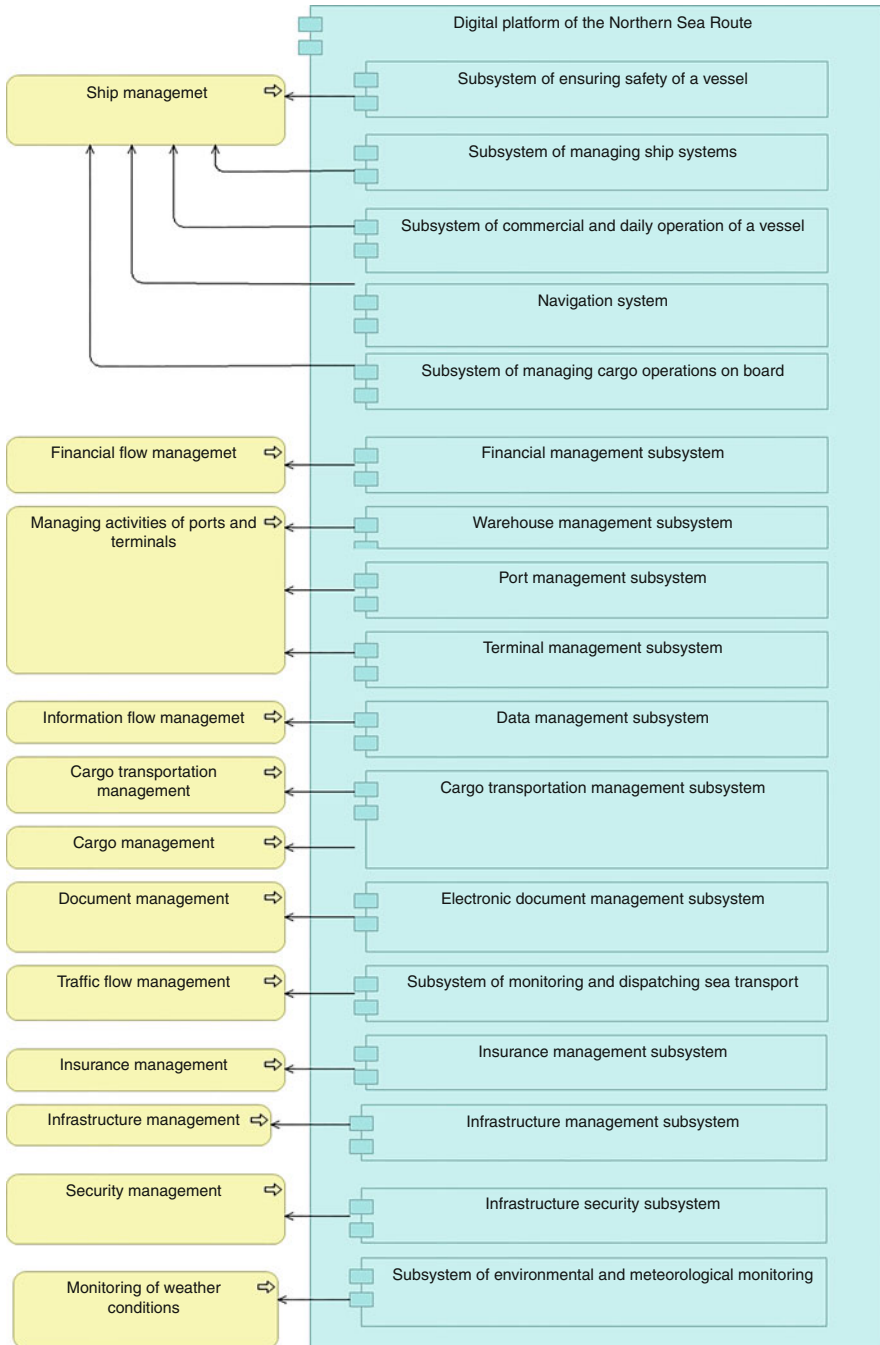 Digital platform of the Northern Sea Route
Ship managemet
Subsystem of ensuring safety of a vessel
Subsystem of managing ship systems
Subsystem of commercial and daily operation of a vessel
Navigation system
Subsystem of managing cargo operations on board
Financial flow managemet
Financial management subsystem
Managing activities of ports and
terminals
Warehouse management subsystem
Port management subsystem
Terminal management subsystem
Information flow managemet
Data management subsystem
Cargo transportation
management
Cargo transportation management subsystem
Cargo management
Document management
Electronic document management subsystem
Traffic flow management
Subsystem of monitoring and dispatching sea transport
Insurance management
Insurance management subsystem
Infrastructure management
Infrastructure management subsystem
Security management
Infrastructure security subsystem
Monitoring of weather
conditions
Subsystem of environmental and meteorological monitoring